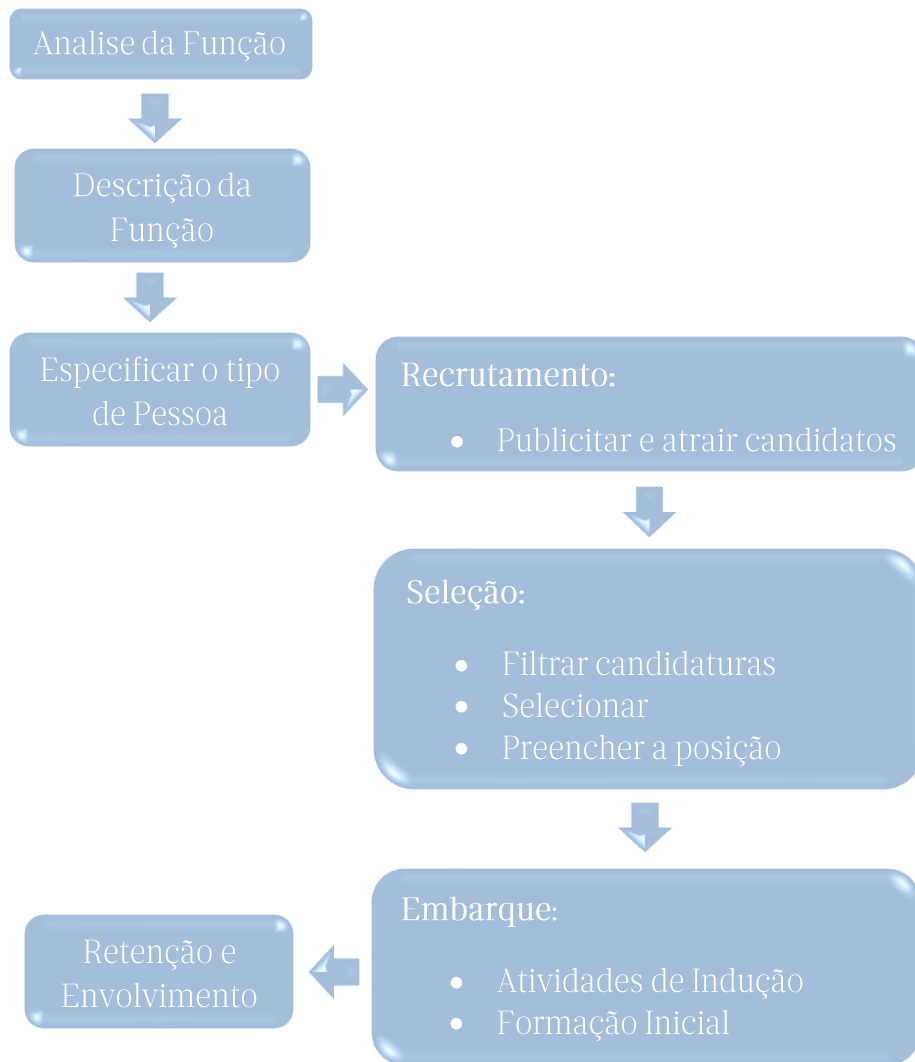 Analise da Função
Descrição da
Função
Especificar o tipo
de Pessoa
Recrutamento:
• Publicitar e atrair candidatos
Seleção:
• Filtrar candidaturas
• Selecionar
• Preencher a posição
Embarque:
• Atividades de Indução
• Formação Inicial
Retenção e
Envolvimento